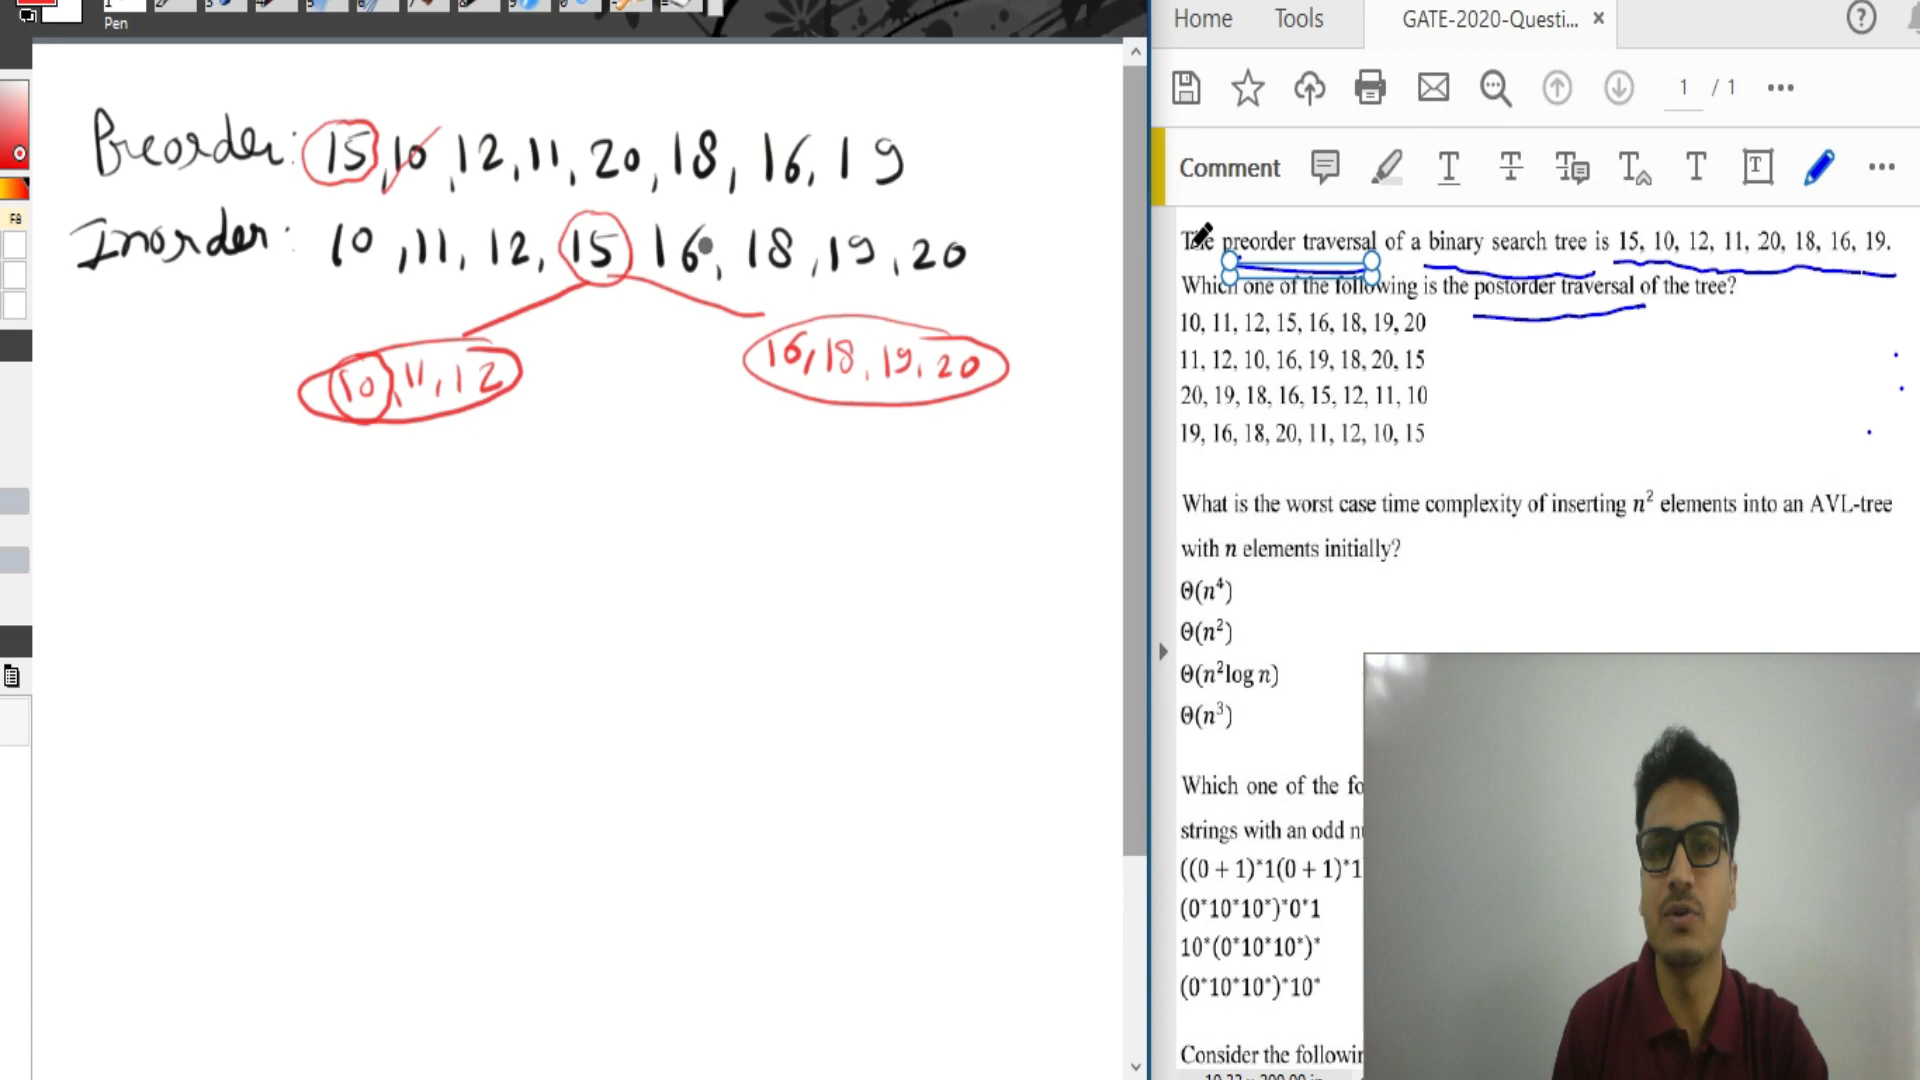 Pen
F8
Preorder: 15, 10, 12, 11, 20, 18, 16, 19
Inorder: 10, 11, 12, 15 16, 18, 19, 20
10, 11, 12
16, 18, 19, 20
Home Tools GATE-2020-Questi... ×
1 / 1
Comment
The preorder traversal of a binary search tree is 15, 10, 12, 11, 20, 18, 16, 19.
Which one of the following is the postorder traversal of the tree?
10, 11, 12, 15, 16, 18, 19, 20
11, 12, 10, 16, 19, 18, 20, 15
20, 19, 18, 16, 15, 12, 11, 10
19, 16, 18, 20, 11, 12, 10, 15
What is the worst case time complexity of inserting n² elements into an AVL-tree
with n elements initially?
Θ(n⁴)
Θ(n²)
Θ(n²log n)
Θ(n³)
Which one of the fo
strings with an odd
((0 + 1)*1(0 + 1)*1
(0*10*10*)*0*1
10*(0*10*10*)*
(0*10*10*)*10*
Consider the followin